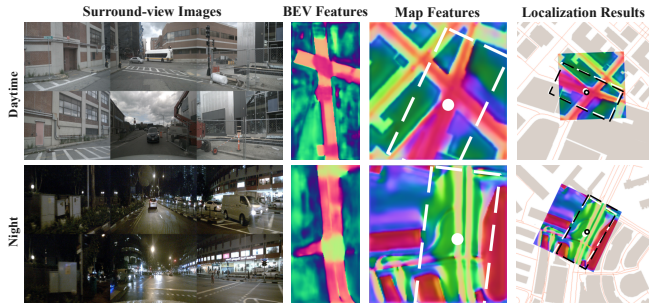 Surround-view Images
BEV Features
Map Features
Localization Results
Daytime
Night